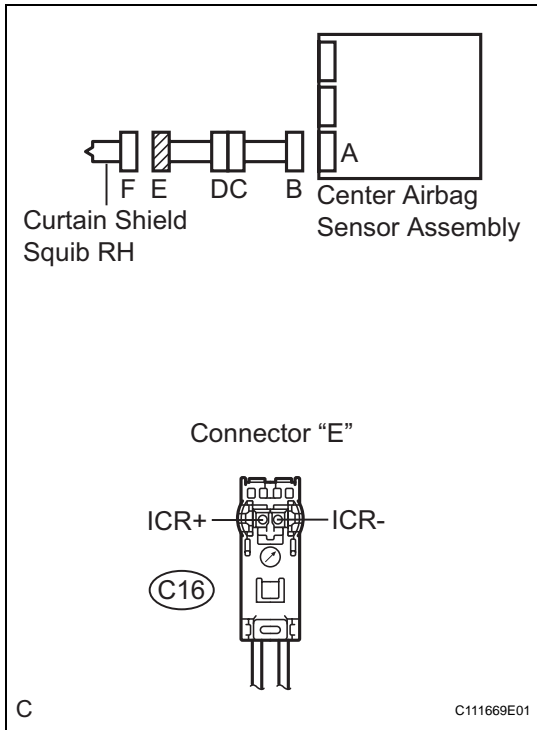 A
F E DC B
Center Airbag
Sensor Assembly
Curtain Shield
Squib RH
Connector “E”
ICR+ ICR-
C16
C C111669E01